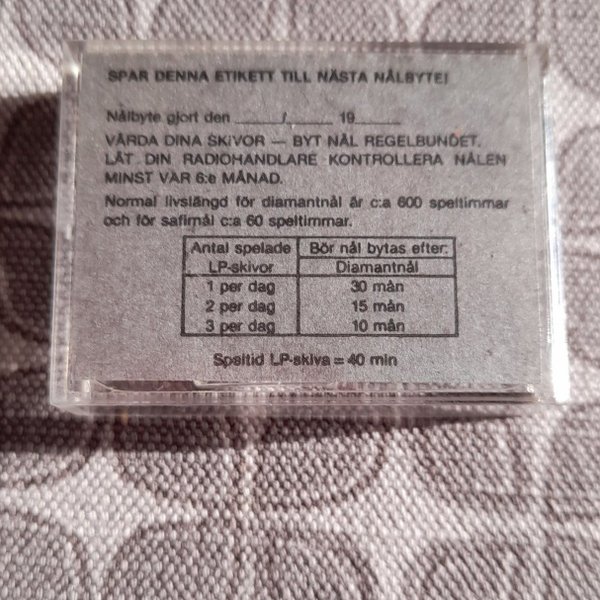 SPAR DENNA ETIKETT TILL NÄSTA NÅLBYTE!
Nålbyte gjort den ______/______ 19_____
VÅRDA DINA SKIVOR — BYT NÅL REGELBUNDET.
LÅT DIN RADIOHANDLARE KONTROLLERA NÅLEN
MINST VAR 6:e MÅNAD.
Normal livslängd för diamantnål är c:a 600 speltimmar
och för safirnål c:a 60 speltimmar.
Antal spelade Bör nål bytas efter:
LP-skivor Diamantnål
1 per dag 30 mån
2 per dag 15 mån
3 per dag 10 mån
Speltid LP-skiva = 40 min